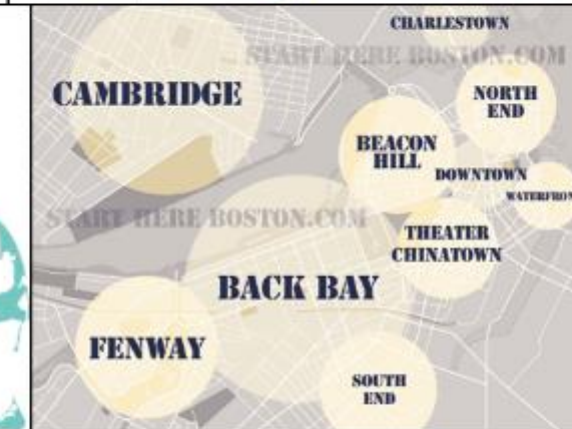 CHARLESTOWN
START HERE BOSTON.COM
CAMBRIDGE
NORTH
END
BEACON
HILL
DOWNTOWN
WATERFRON
START HERE BOSTON.COM
THEATER
CHINATOWN
BACK BAY
FENWAY
SOUTH
END